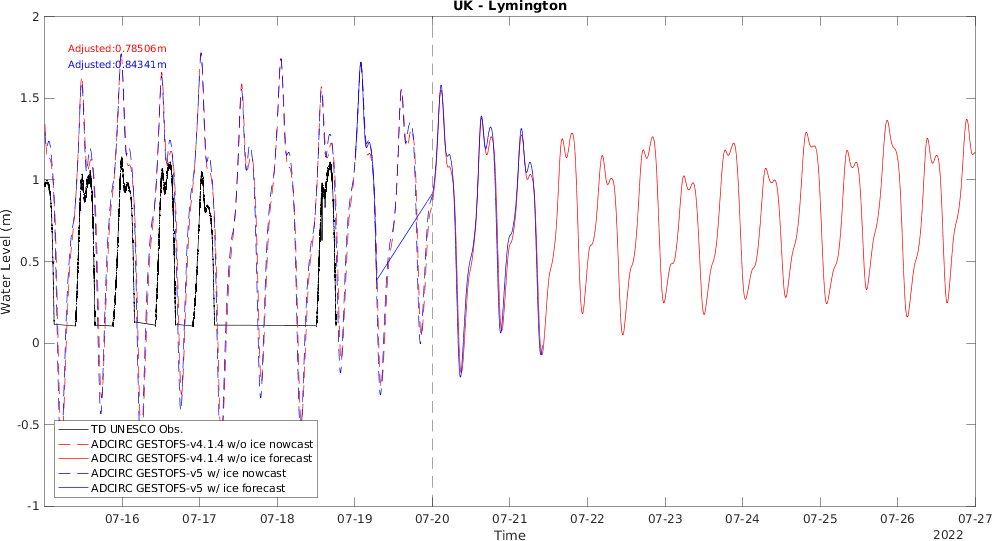 UK - Lymington
Adjusted:0.78506m
Adjusted:0.84341m
Water Level (m)
2
1.5
1
0.5
0
-0.5
-1
TD UNESCO Obs.
ADCIRC GESTOFS-v4.1.4 w/o ice nowcast
ADCIRC GESTOFS-v4.1.4 w/o ice forecast
ADCIRC GESTOFS-v5 w/ ice nowcast
ADCIRC GESTOFS-v5 w/ ice forecast
07-16 07-17 07-18 07-19 07-20 07-21 07-22 07-23 07-24 07-25 07-26 07-27
Time
2022